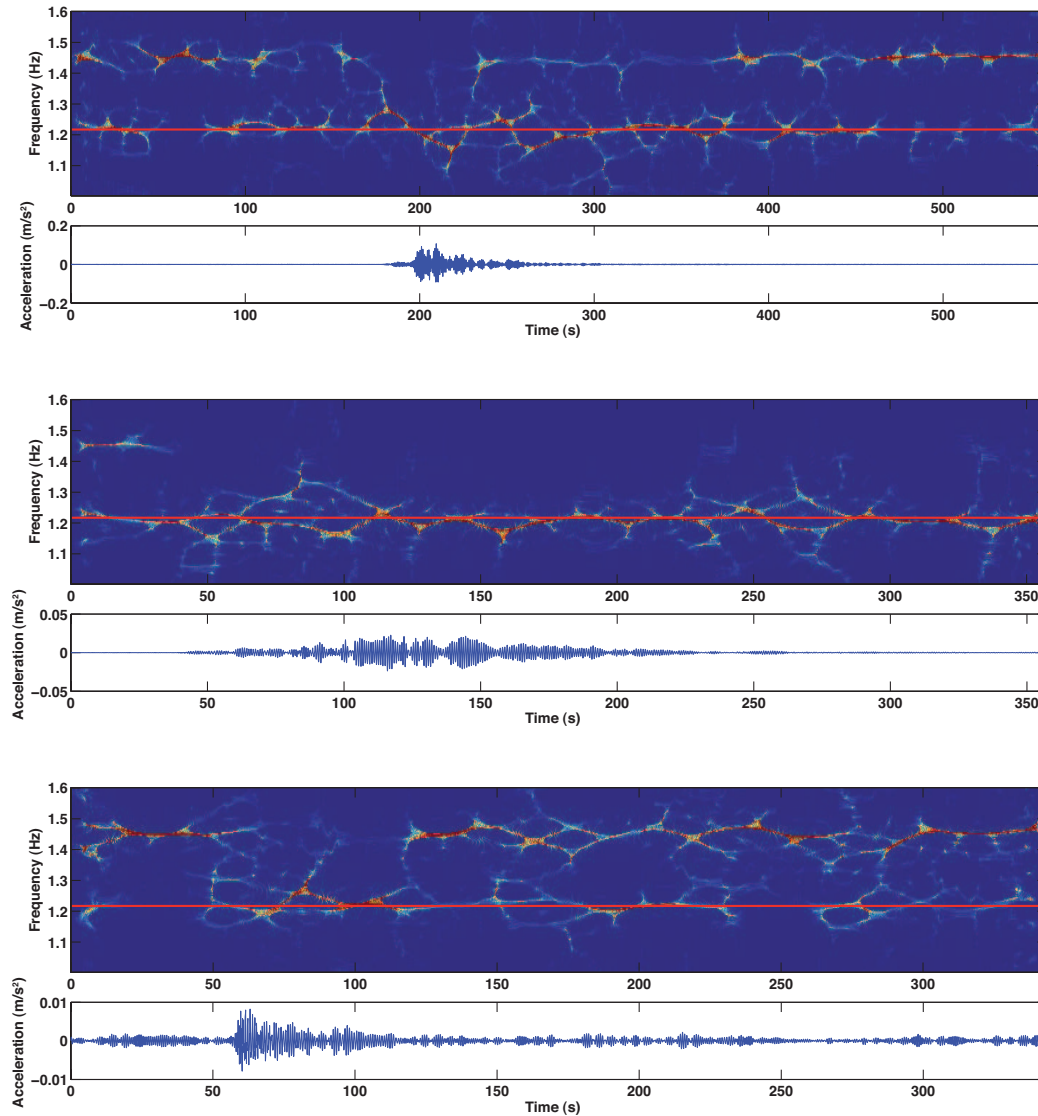 1.6
1.5
1.4
1.3
1.2
1.1
Frequency (Hz)
0 100 200 300 400 500
0.2
0
−0.2
Acceleration (m/s²)
0 100 200 300 400 500
Time (s)
1.6
1.5
1.4
1.3
1.2
1.1
Frequency (Hz)
0 50 100 150 200 250 300 350
0.05
0
−0.05
Acceleration (m/s²)
0 50 100 150 200 250 300 350
Time (s)
1.6
1.5
1.4
1.3
1.2
1.1
Frequency (Hz)
0 50 100 150 200 250 300
0.01
0
−0.01
Acceleration (m/s²)
0 50 100 150 200 250 300
Time (s)